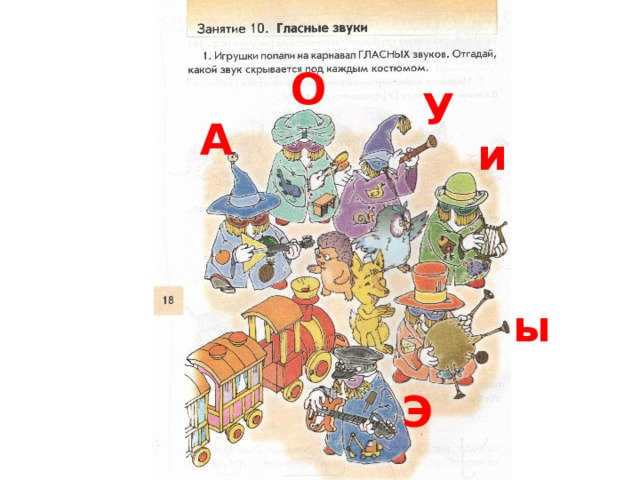 Занятие 10. Гласные звуки
1. Игрушки попали на карнавал ГЛАСНЫХ звуков. Отгадай,
какой звук скрывается под каждым костюмом.
О
У
А
и
18
ы
Э